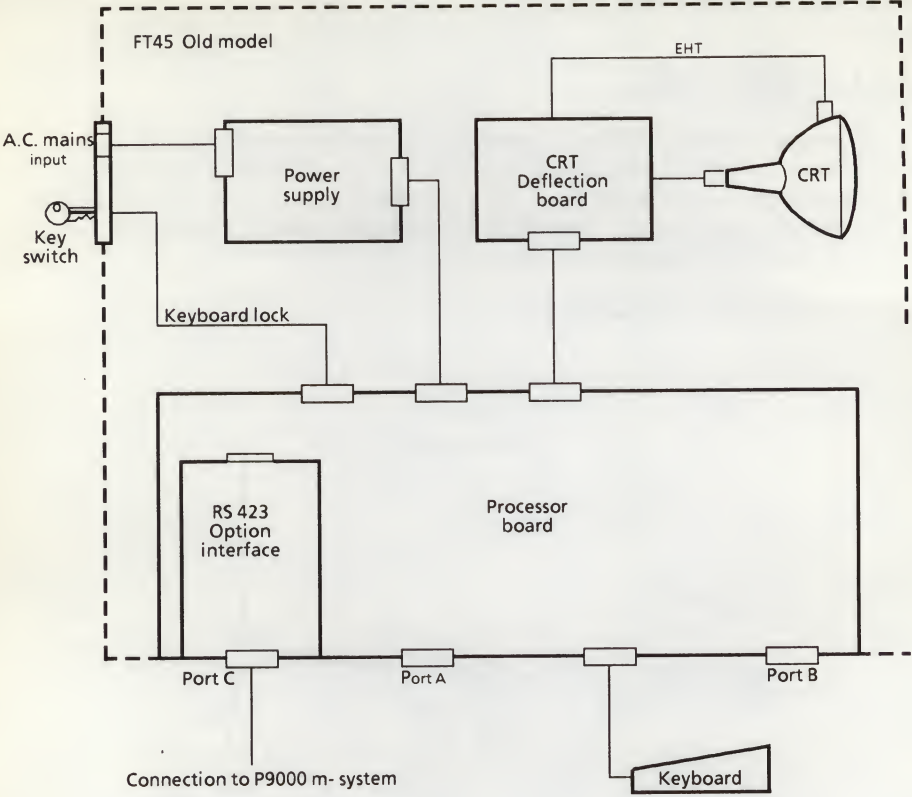 FT45 Old model
EHT
A.C. mains
input
Power
supply
CRT
Deflection
board
CRT
Key
switch
Keyboard lock
RS 423
Option
interface
Processor
board
Port C
Port A
Port B
Connection to P9000 m- system
Keyboard